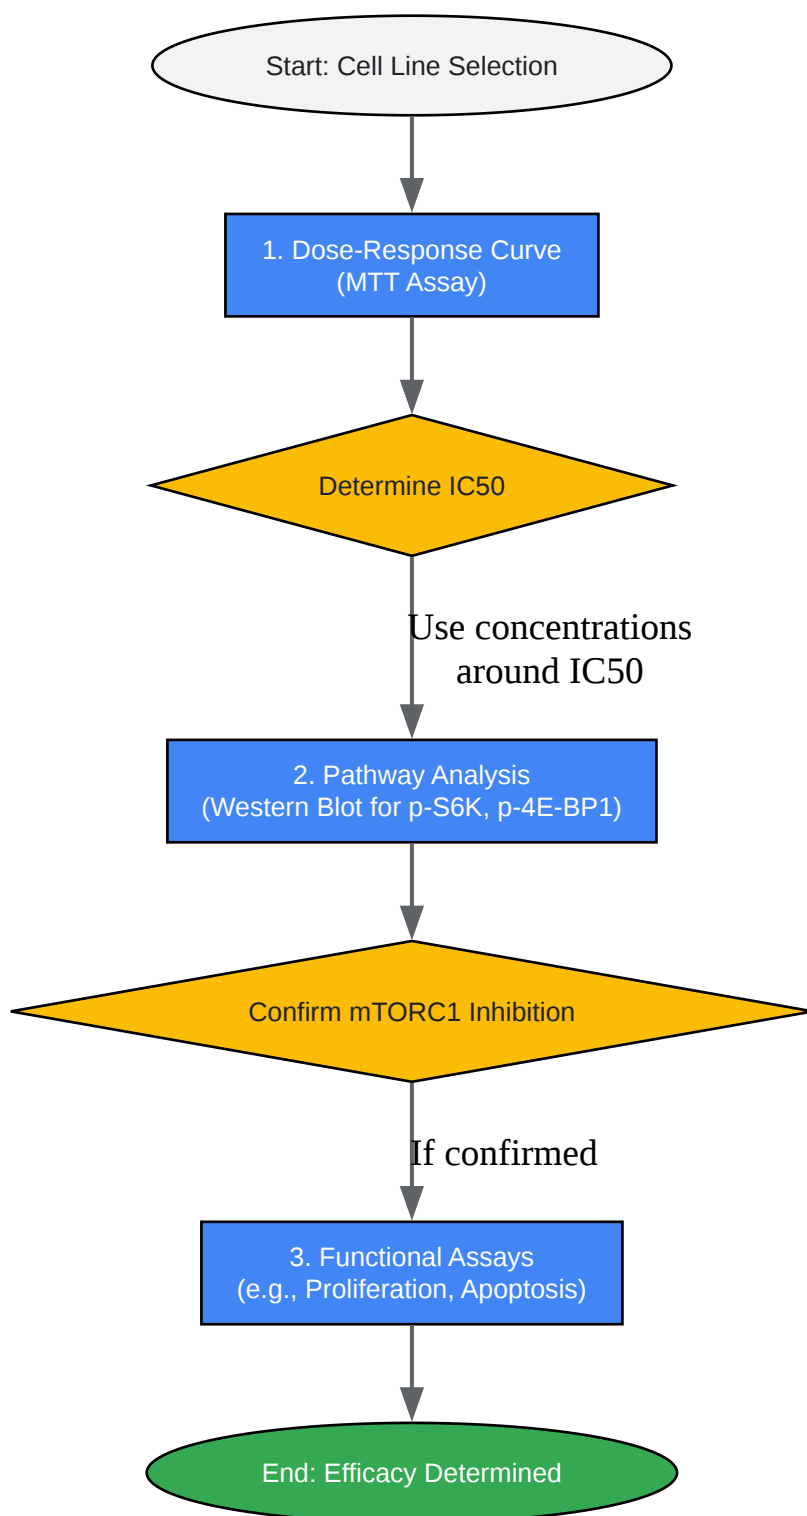 Start: Cell Line Selection
1. Dose-Response Curve
(MTT Assay)
Determine IC50
Use concentrations
around IC50
2. Pathway Analysis
(Western Blot for p-S6K, p-4E-BP1)
Confirm mTORC1 Inhibition
If confirmed
3. Functional Assays
(e.g., Proliferation, Apoptosis)
End: Efficacy Determined